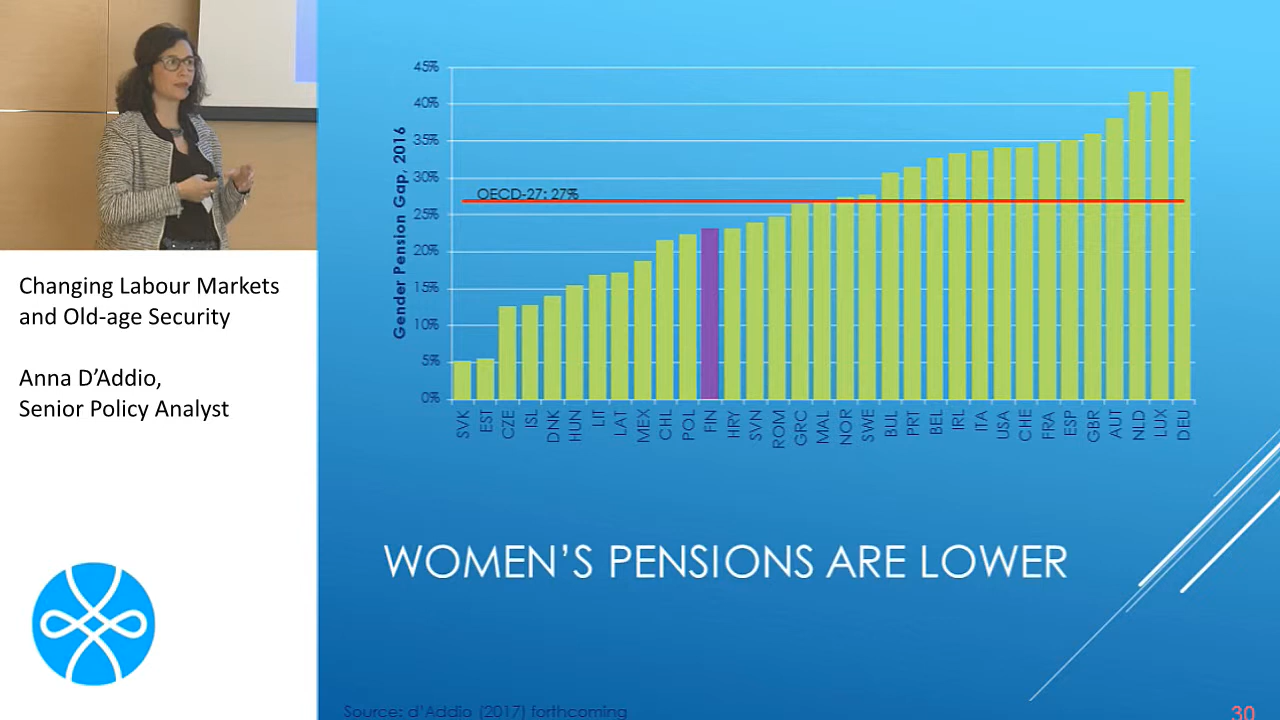 Changing Labour Markets
and Old-age Security
Anna D'Addio,
Senior Policy Analyst
Gender Pension Gap, 2016
45%
40%
35%
30%
25%
20%
15%
10%
5%
0%
OECD-27: 27%
SVK EST CZE ISL DNK HUN LIT LAT MEX CHL POL FIN HRY SVN ROM GRC MAL NOR SWE BUL PRT BEL IRL ITA USA CHE FRA ESP GBR AUT NLD LUX DEU
WOMEN'S PENSIONS ARE LOWER
Source: d'Addio (2017) forthcoming
30